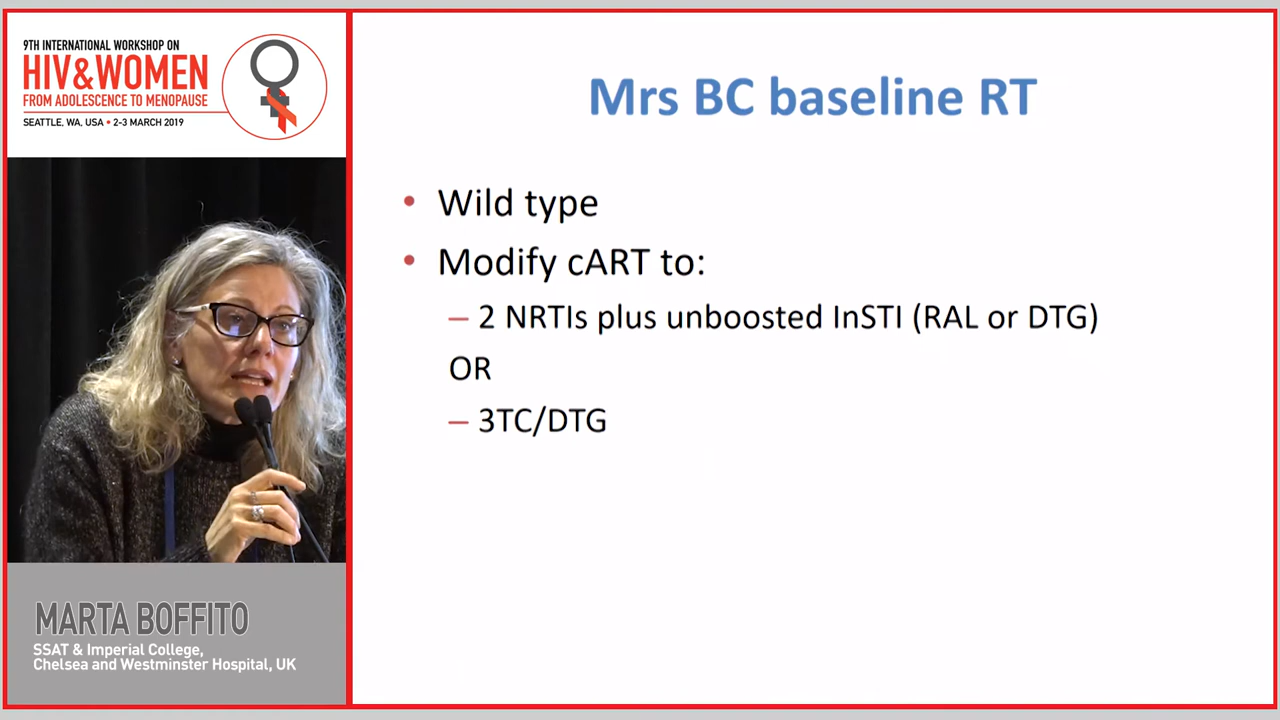 9TH INTERNATIONAL WORKSHOP ON
HIV&WOMEN
FROM ADOLESCENCE TO MENOPAUSE
SEATTLE, WA, USA • 2-3 MARCH 2019
MARTA BOFFITO
SSAT & Imperial College,
Chelsea and Westminster Hospital, UK
Mrs BC baseline RT
• Wild type
• Modify cART to:
– 2 NRTIs plus unboosted InSTI (RAL or DTG)
OR
– 3TC/DTG